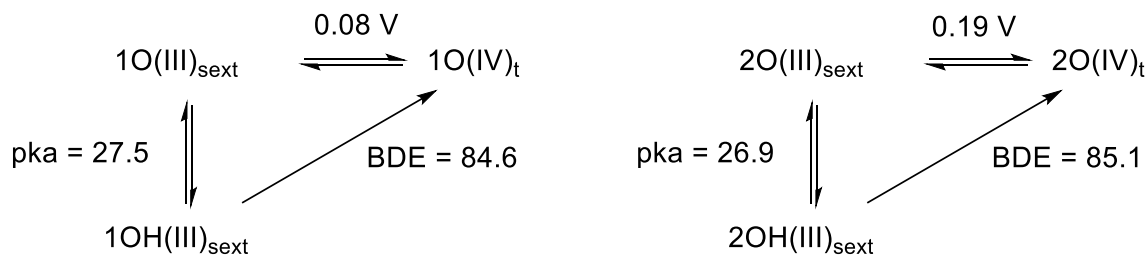 0.08 V
1O(III)sext
1O(IV)t
pka = 27.5
BDE = 84.6
1OH(III)sext
0.19 V
2O(III)sext
2O(IV)t
pka = 26.9
BDE = 85.1
2OH(III)sext